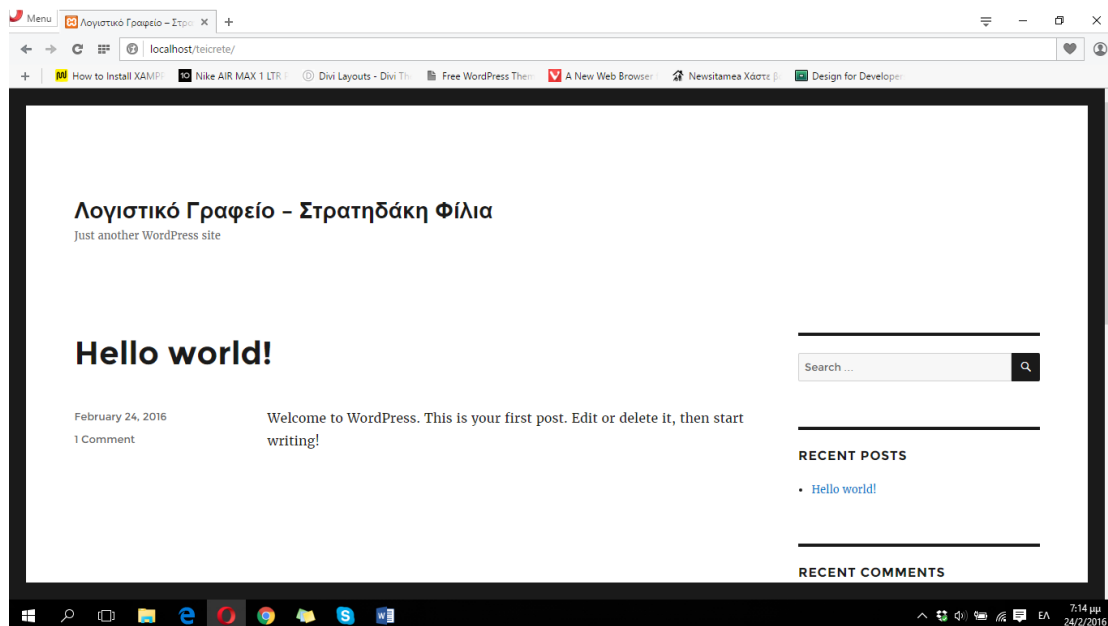 Menu
Λογιστικό Γραφείο – Στρα
localhost/teicrete/
How to Install XAMPP
Nike AIR MAX 1 LTR
Divi Layouts - Divi Th
Free WordPress Them
A New Web Browser
Newsitamea Χάστε
Design for Developer
Λογιστικό Γραφείο – Στρατηδάκη Φίλια
Just another WordPress site
Hello world!
February 24, 2016
1 Comment
Welcome to WordPress. This is your first post. Edit or delete it, then start
writing!
Search ...
RECENT POSTS
Hello world!
RECENT COMMENTS
ΕΛ
7:14 μμ
24/2/2016